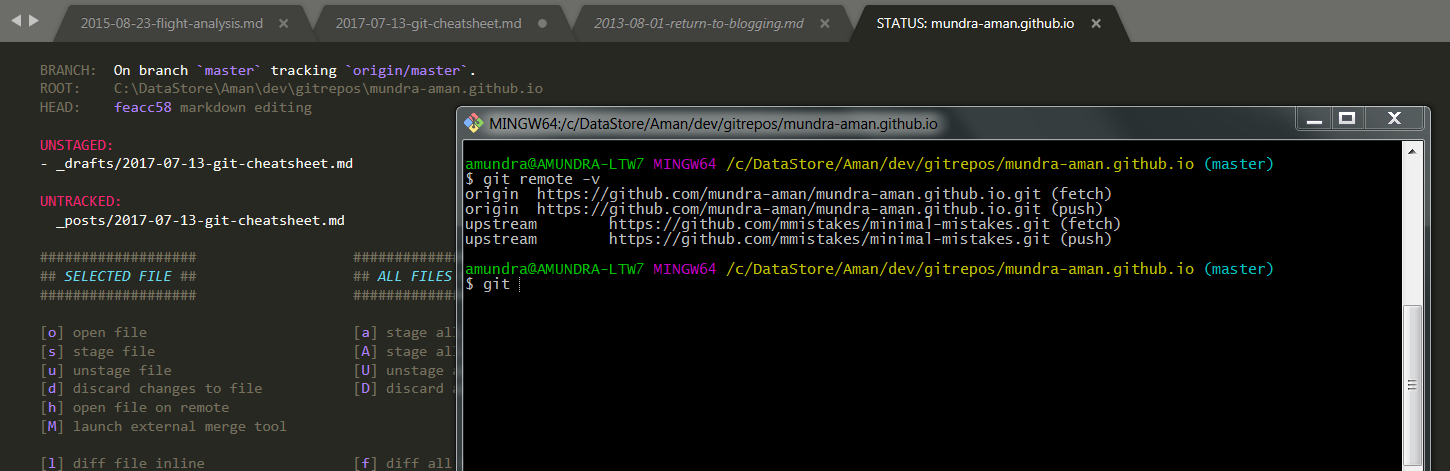 2015-08-23-flight-analysis.md × 2017-07-13-git-cheatsheet.md 2013-08-01-return-to-blogging.md × STATUS: mundra-aman.github.io ×
BRANCH: On branch `master` tracking `origin/master`.
ROOT: C:\DataStore\Aman\dev\gitrepos\mundra-aman.github.io
HEAD: feacc58 markdown editing
UNSTAGED:
- _drafts/2017-07-13-git-cheatsheet.md
UNTRACKED:
_posts/2017-07-13-git-cheatsheet.md
################### #############
## SELECTED FILE ## ## ALL FILES
################### #############
[o] open file [a] stage all
[s] stage file [A] stage all
[u] unstage file [U] unstage a
[d] discard changes to file [D] discard a
[h] open file on remote
[M] launch external merge tool
[l] diff file inline [f] diff all
MINGW64:/c/DataStore/Aman/dev/gitrepos/mundra-aman.github.io
amundra@AMUNDRA-LTW7 MINGW64 /c/DataStore/Aman/dev/gitrepos/mundra-aman.github.io (master)
$ git remote -v
origin https://github.com/mundra-aman/mundra-aman.github.io.git (fetch)
origin https://github.com/mundra-aman/mundra-aman.github.io.git (push)
upstream https://github.com/mmistakes/minimal-mistakes.git (fetch)
upstream https://github.com/mmistakes/minimal-mistakes.git (push)
amundra@AMUNDRA-LTW7 MINGW64 /c/DataStore/Aman/dev/gitrepos/mundra-aman.github.io (master)
$ git